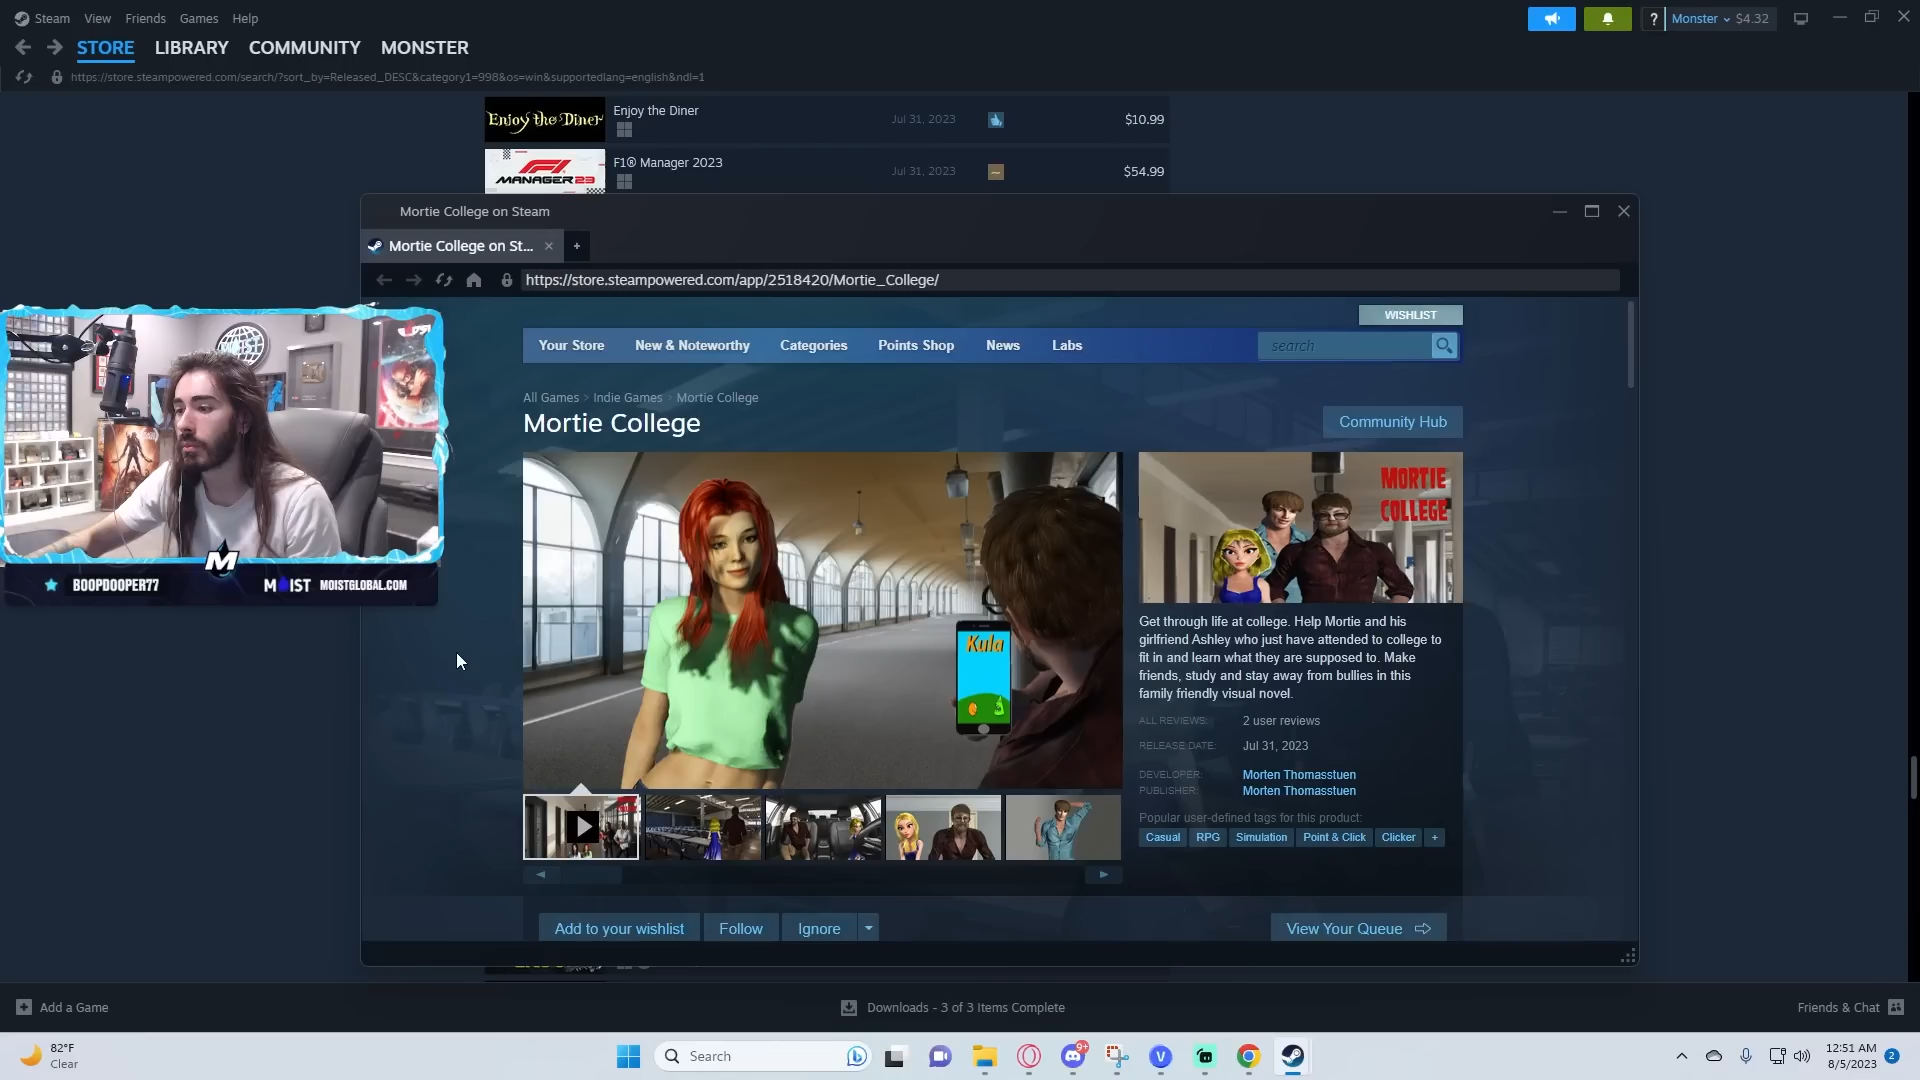 Steam View Friends Games Help
? Monster $4.32
STORE LIBRARY COMMUNITY MONSTER
https://store.steampowered.com/search/?sort_by=Released_DESC&category1=998&os=win&supportedlang=english&ndl=1
Enjoy the Diner
Enjoy the Diner Jul 31, 2023 $10.99
F1® Manager 2023 Jul 31, 2023 $54.99
MANAGER 23
Mortie College on Steam
Mortie College on St...
https://store.steampowered.com/app/2518420/Mortie_College/
WISHLIST
Your Store New & Noteworthy Categories Points Shop News Labs search
All Games > Indie Games > Mortie College
Mortie College
Community Hub
MORTIE
COLLEGE
Kula
Get through life at college. Help Mortie and his
girlfriend Ashley who just have attended to college to
fit in and learn what they are supposed to. Make
friends, study and stay away from bullies in this
family friendly visual novel.
ALL REVIEWS: 2 user reviews
RELEASE DATE: Jul 31, 2023
DEVELOPER: Morten Thomasstuen
PUBLISHER: Morten Thomasstuen
Popular user-defined tags for this product:
Casual RPG Simulation Point & Click Clicker +
MOIST
M
BOOPDOOPER77 MOIST MOISTGLOBAL.COM
Add to your wishlist Follow Ignore View Your Queue
Add a Game Downloads - 3 of 3 Items Complete Friends & Chat
82°F
Clear
Search
9+
12:51 AM
8/5/2023 2